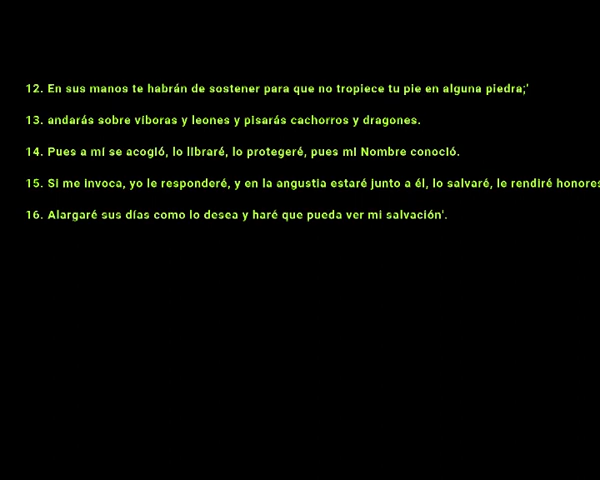 12. En sus manos te habrán de sostener para que no tropiece tu pie en alguna piedra;'
13. andarás sobre víboras y leones y pisarás cachorros y dragones.
14. Pues a mí se acogió, lo libraré, lo protegeré, pues mi Nombre conoció.
15. Si me invoca, yo le responderé, y en la angustia estaré junto a él, lo salvaré, le rendiré honores
16. Alargaré sus días como lo desea y haré que pueda ver mi salvación'.